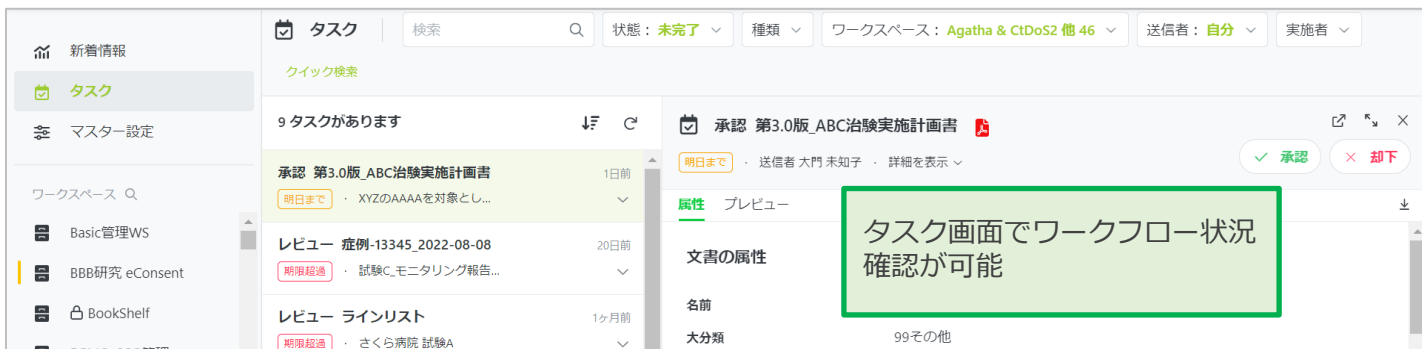 新着情報
タスク
マスター設定
ワークスペース
Basic管理WS
BBB研究 eConsent
BookShelf
タスク
検索
状態： 未完了
種類
ワークスペース： Agatha & CtDoS2 他 46
送信者： 自分
実施者
クイック検索
9 タスクがあります
承認 第3.0版_ABC治験実施計画書
1日前
明日まで ・ XYZのAAAAを対象とし...
レビュー 症例-13345_2022-08-08
20日前
期限超過 ・ 試験C_モニタリング報告...
レビュー ラインリスト
1ヶ月前
期限超過 ・ さくら病院 試験A
承認 第3.0版_ABC治験実施計画書
明日まで ・ 送信者 大門 未知子 ・ 詳細を表示
承認
却下
属性 プレビュー
文書の属性
名前
大分類
99その他
タスク画面でワークフロー状況
確認が可能